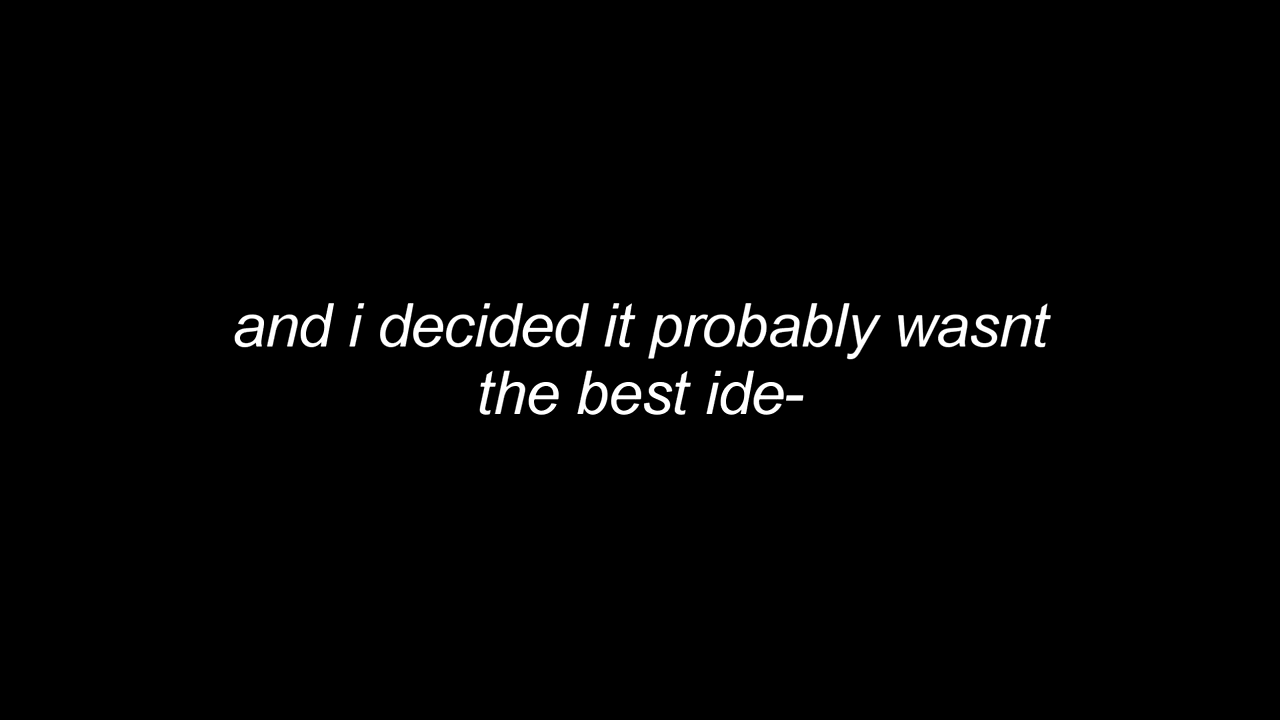 and i decided it probably wasnt
the best ide-